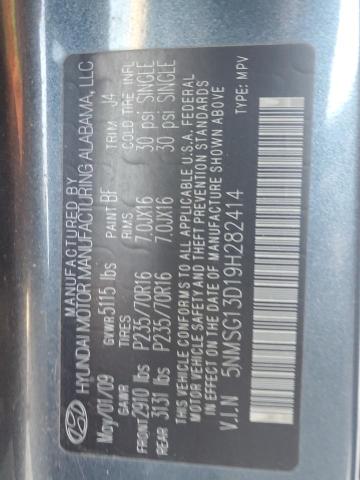 MANUFACTURED BY
HYUNDAI MOTOR MANUFACTURING ALABAMA, LLC
May/01/09 GVWR 5115 lbs PAINT BF TRIM J4
GAWR TIRES RIMS COLD TIRE INFL
FRONT 2910 lbs P235/70R16 7.0JX16 30 psi SINGLE
REAR 3131 lbs P235/70R16 7.0JX16 30 psi SINGLE
THIS VEHICLE CONFORMS TO ALL APPLICABLE U.S.A. FEDERAL
MOTOR VEHICLE SAFETY AND THEFT PREVENTION STANDARDS
IN EFFECT ON THE DATE OF MANUFACTURE SHOWN ABOVE
V.I.N 5NMSG13D19H282414 TYPE: MPV